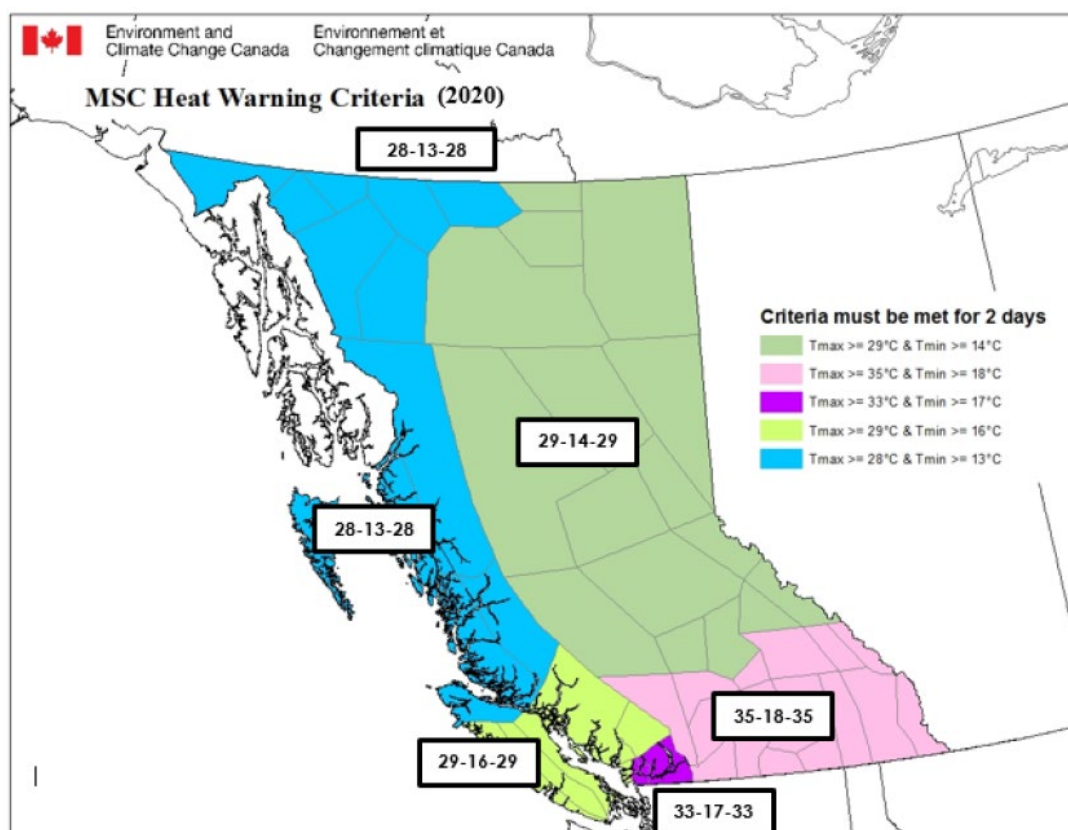 Environment and
Climate Change Canada
Environnement et
Changement climatique Canada
MSC Heat Warning Criteria (2020)
28-13-28
Criteria must be met for 2 days
Tmax >= 29°C & Tmin >= 14°C
Tmax >= 35°C & Tmin >= 18°C
Tmax >= 33°C & Tmin >= 17°C
Tmax >= 29°C & Tmin >= 16°C
Tmax >= 28°C & Tmin >= 13°C
29-14-29
28-13-28
35-18-35
29-16-29
33-17-33